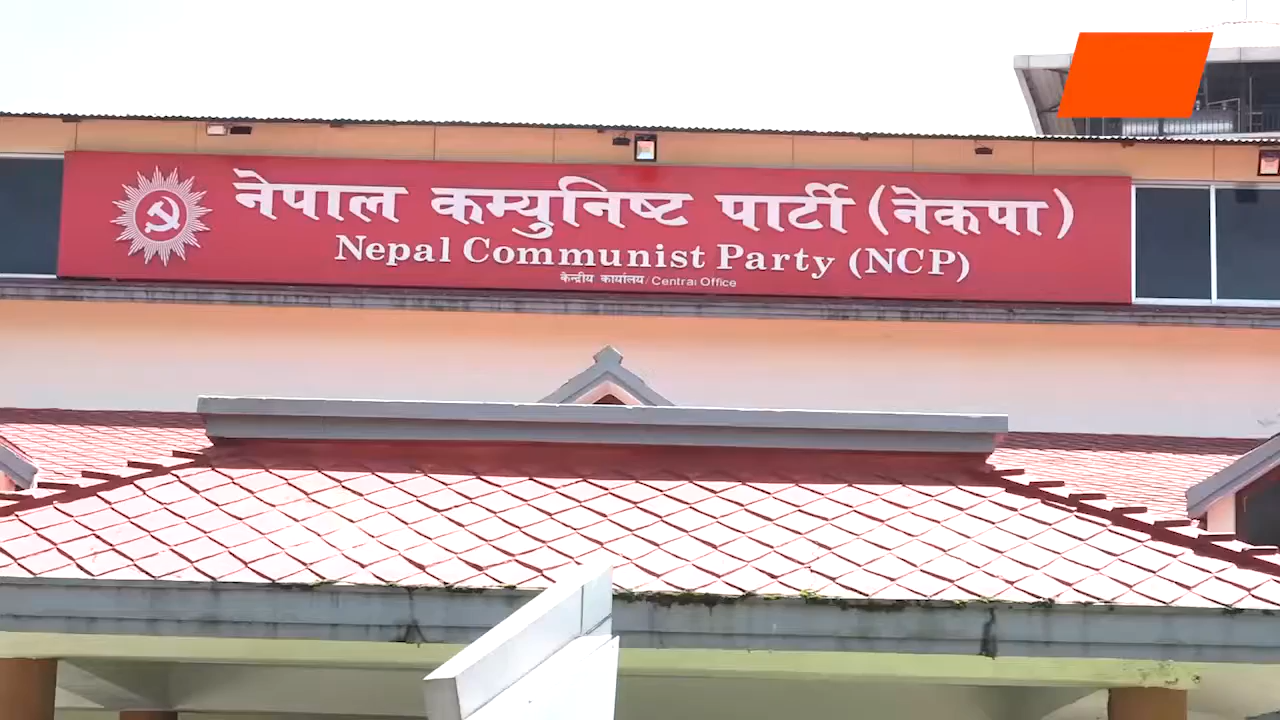 नेपाल कम्युनिष्ट पार्टी (नेकपा)
Nepal Communist Party (NCP)
केन्द्रीय कार्यालय/Central Office